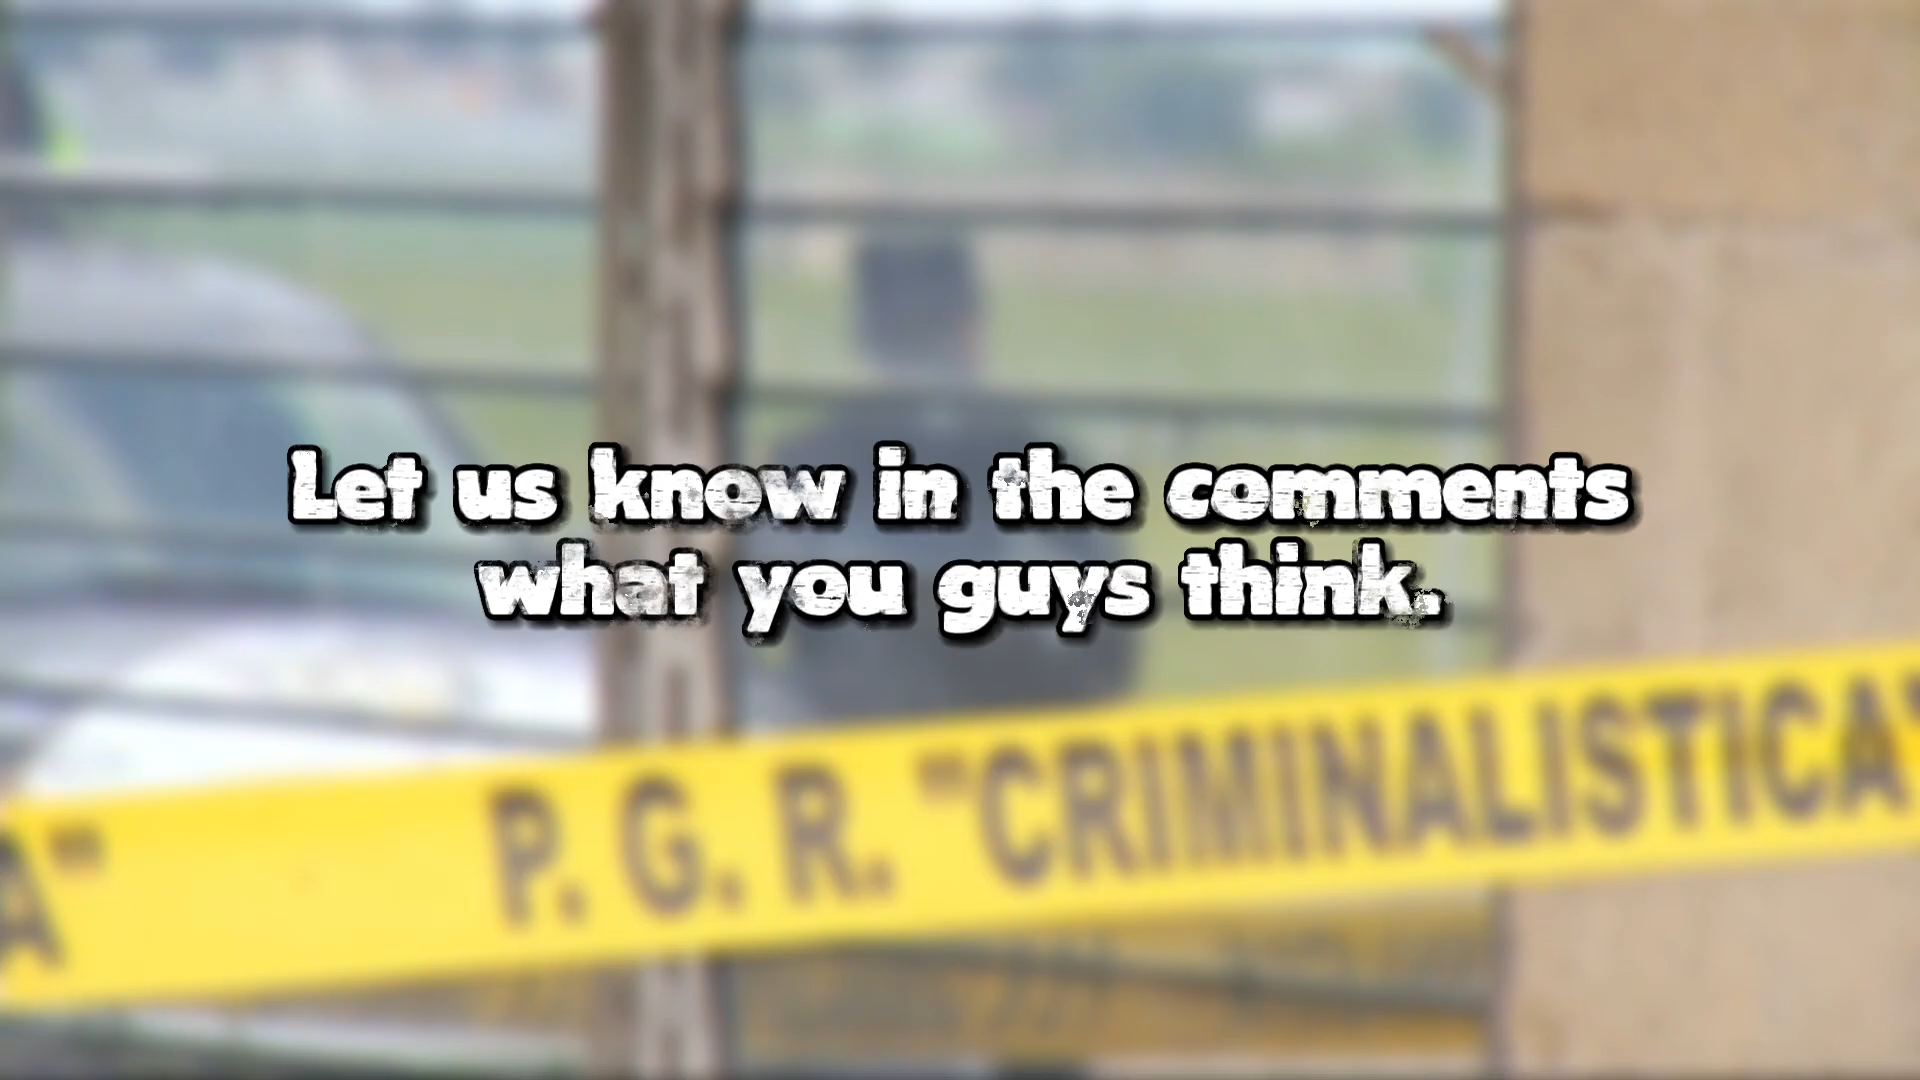 Let us know in the comments
what you guys think.
A" P. G. R. "CRIMINALISTICA"